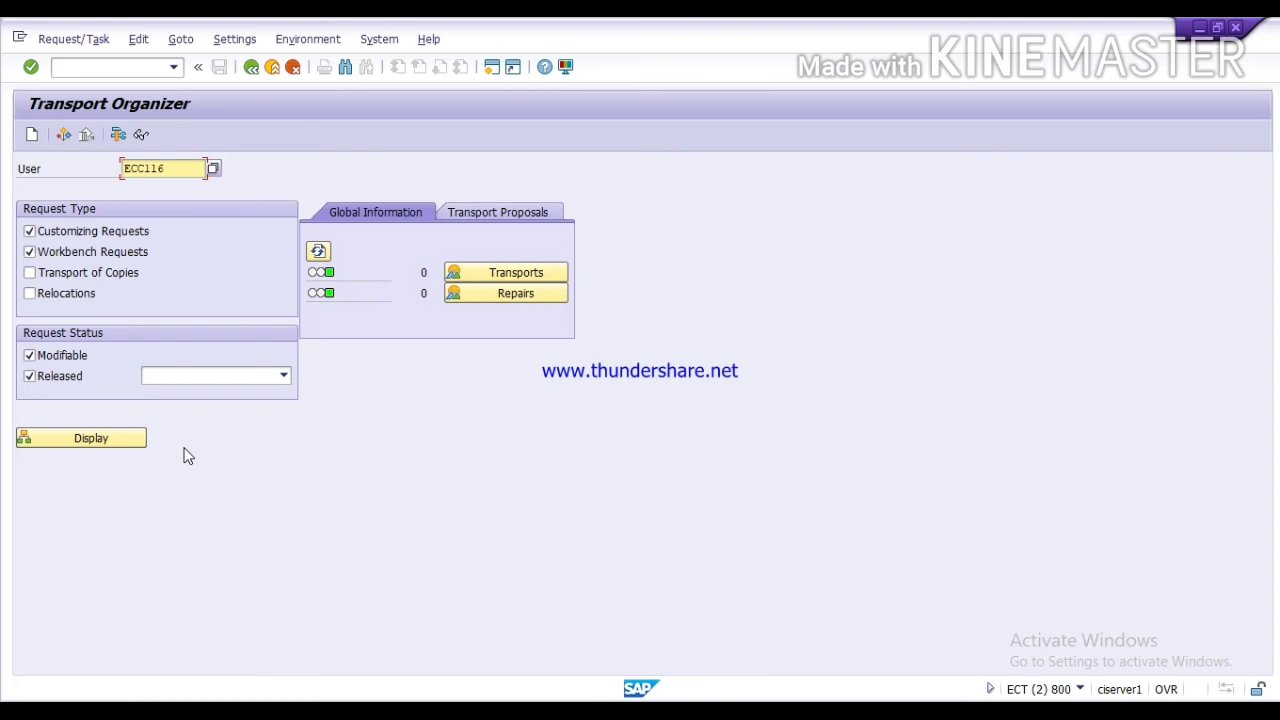 Request/Task Edit Goto Settings Environment System Help
Made with KINEMASTER
Transport Organizer
User ECC116
Request Type
Customizing Requests
Workbench Requests
Transport of Copies
Relocations
Global Information Transport Proposals
0 Transports
0 Repairs
Request Status
Modifiable
Released
www.thundershare.net
Display
Activate Windows
Go to Settings to activate Windows.
SAP ECT (2) 800 ciserver1 OVR